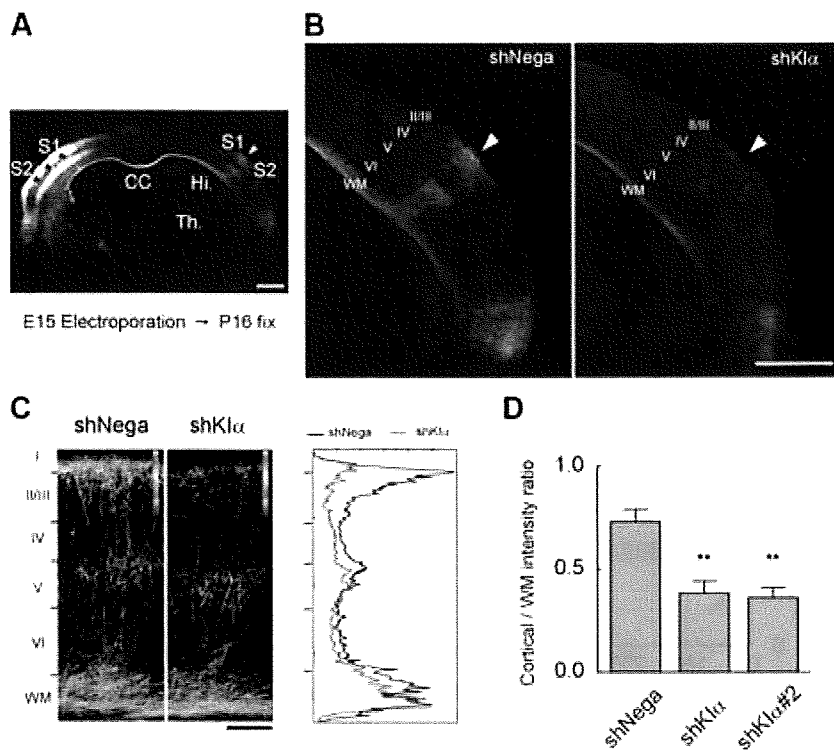 A
S1
S2
S1
S2
CC
Hi.
Th.
E15 Electroporation → P16 fix
B
shNega
shKIα
II/III
IV
V
VI
WM
II/III
IV
V
VI
WM
C
shNega
shKIα
I
II/III
IV
V
VI
WM
shNega
shKIα
D
Cortical / WM intensity ratio
1.0
0.5
0.0
**
**
shNega
shKIα
shKIα#2